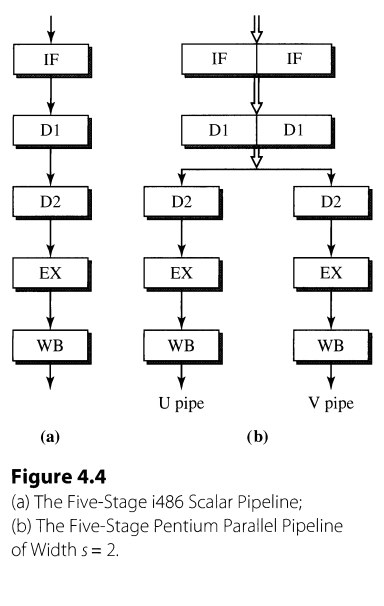 IF
D1
D2
EX
WB
(a)
IF IF
D1 D1
D2 D2
EX EX
WB WB
U pipe V pipe
(b)
Figure 4.4
(a) The Five-Stage i486 Scalar Pipeline;
(b) The Five-Stage Pentium Parallel Pipeline
of Width s = 2.